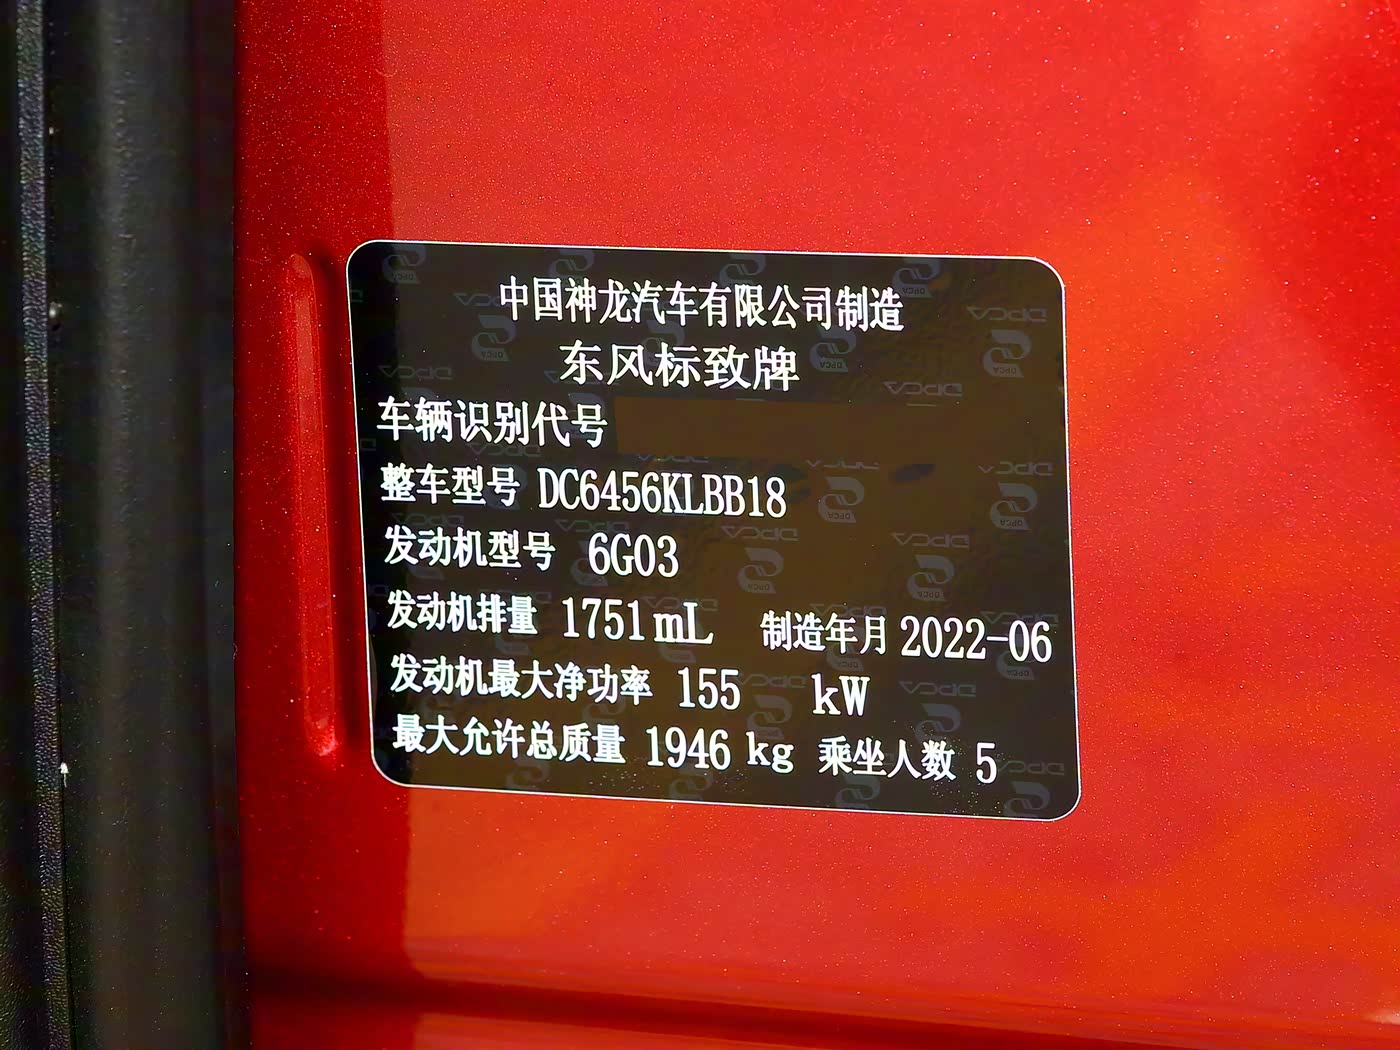 中国神龙汽车有限公司制造
东风标致牌
车辆识别代号
整车型号 DC6456KLBB18
发动机型号 6G03
发动机排量 1751 mL 制造年月 2022-06
发动机最大净功率 155 kW
最大允许总质量 1946 kg 乘坐人数 5
DPCA